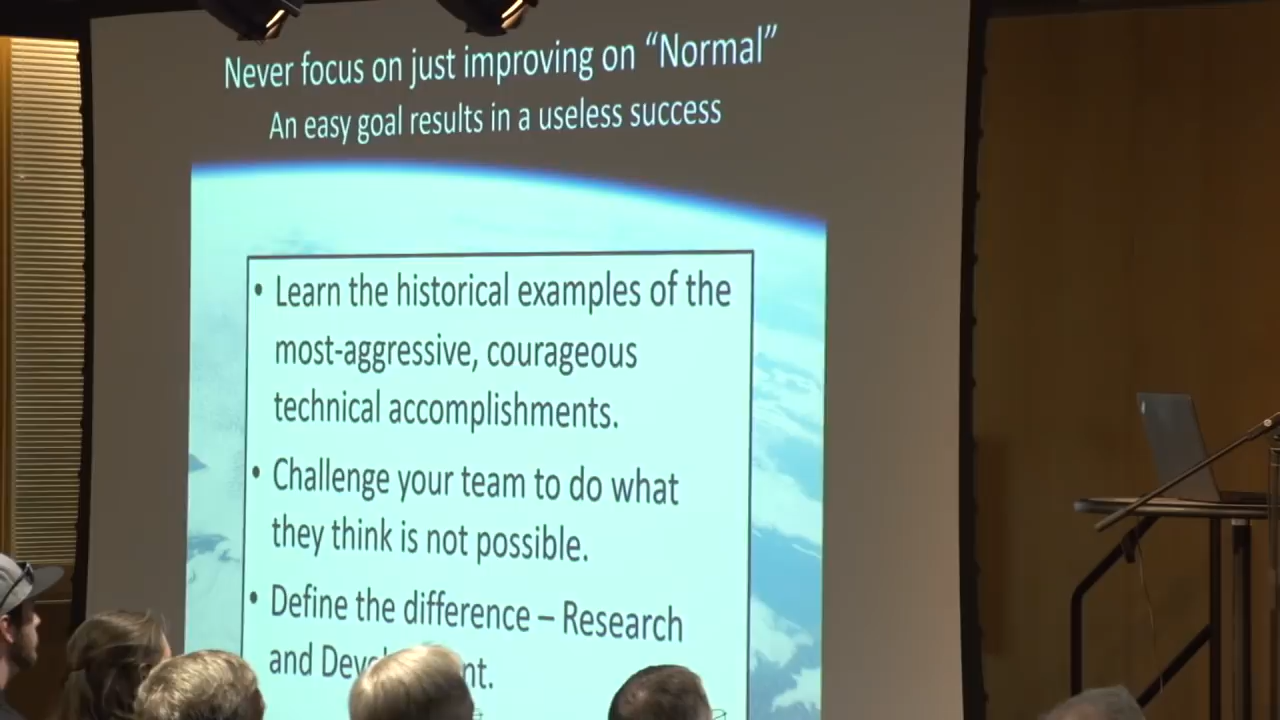 Never focus on just improving on “Normal”
An easy goal results in a useless success
• Learn the historical examples of the
most-aggressive, courageous
technical accomplishments.
• Challenge your team to do what
they think is not possible.
• Define the difference – Research
and